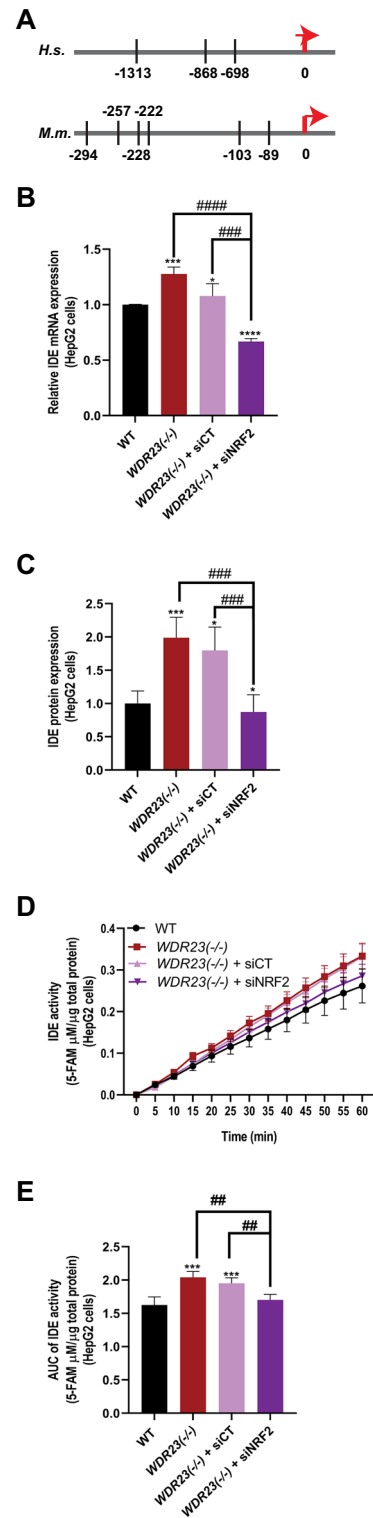 A
H.s.
-1313 -868 -698 0
-257 -222
M.m.
-294 -228 -103 -89 0
B
####
###
1.5
1.0
0.5
0.0
Relative IDE mRNA expression
(HepG2 cells)
***
*
****
WT
WDR23(-/-)
WDR23(-/-) + siCT
WDR23(-/-) + siNRF2
C
###
###
2.5
2.0
1.5
1.0
0.5
0.0
IDE protein expression
(HepG2 cells)
***
*
*
WT
WDR23(-/-)
WDR23(-/-) + siCT
WDR23(-/-) + siNRF2
D
WT
WDR23(-/-)
WDR23(-/-) + siCT
WDR23(-/-) + siNRF2
0.4
0.3
0.2
0.1
0.0
IDE activity
(5-FAM µM/µg total protein)
(HepG2 cells)
0 5 10 15 20 25 30 35 40 45 50 55 60
Time (min)
E
##
##
2.5
2.0
1.5
1.0
0.5
0.0
AUC of IDE activity
(5-FAM µM/µg total protein)
(HepG2 cells)
***
***
WT
WDR23(-/-)
WDR23(-/-) + siCT
WDR23(-/-) + siNRF2